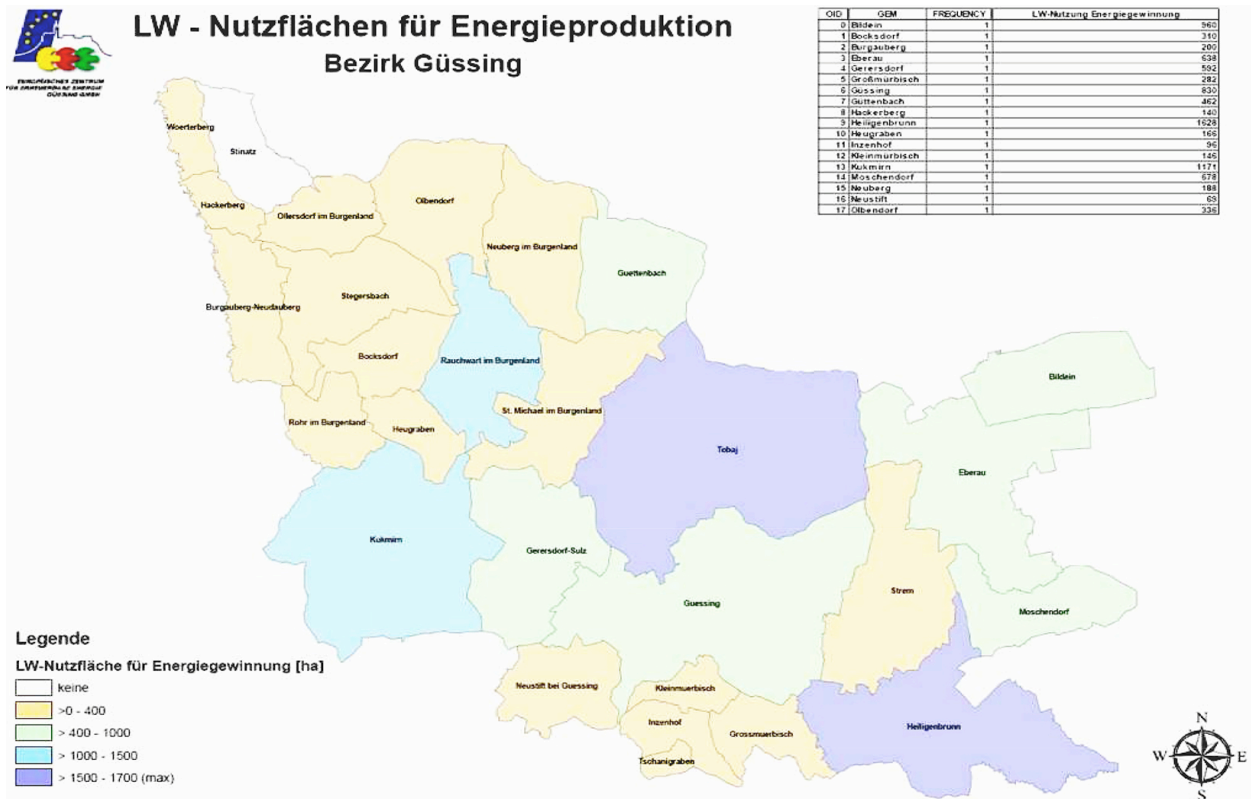 LW - Nutzflächen für Energieproduktion
Bezirk Güssing
EUROPÄISCHES ZENTRUM
FÜR ERNEUERBARE ENERGIE
GÜSSING GMBH
OID GEM FREQUENCY LW-Nutzung Energiegewinnung
0 Bildein 1 960
1 Bocksdorf 1 310
2 Burgauberg 1 200
3 Eberau 1 638
4 Gerersdorf 1 592
5 Großmürbisch 1 282
6 Güssing 1 830
7 Güttenbach 1 462
8 Hackerberg 1 140
9 Heiligenbrunn 1 1628
10 Heugraben 1 166
11 Inzenhof 1 96
12 Kleinmürbisch 1 146
13 Kukmirn 1 1171
14 Moschendorf 1 678
15 Neuberg 1 188
16 Neustift 1 69
17 Olbendorf 1 336
Woerterberg
Stinatz
Hackerberg
Ollersdorf im Burgenland
Olbendorf
Neuberg im Burgenland
Guettenbach
Burgauberg-Neudauberg
Stegersbach
Bocksdorf
Rauchwart im Burgenland
Bildein
Rohr im Burgenland
Heugraben
St. Michael im Burgenland
Tobaj
Eberau
Kukmirn
Gerersdorf-Sulz
Guessing
Strem
Moschendorf
Neustift bei Guessing
Kleinmuerbisch
Inzenhof
Grossmuerbisch
Tschanigraben
Heiligenbrunn
Legende
LW-Nutzfläche für Energiegewinnung [ha]
keine
>0 - 400
> 400 - 1000
> 1000 - 1500
> 1500 - 1700 (max)
N
W E
S